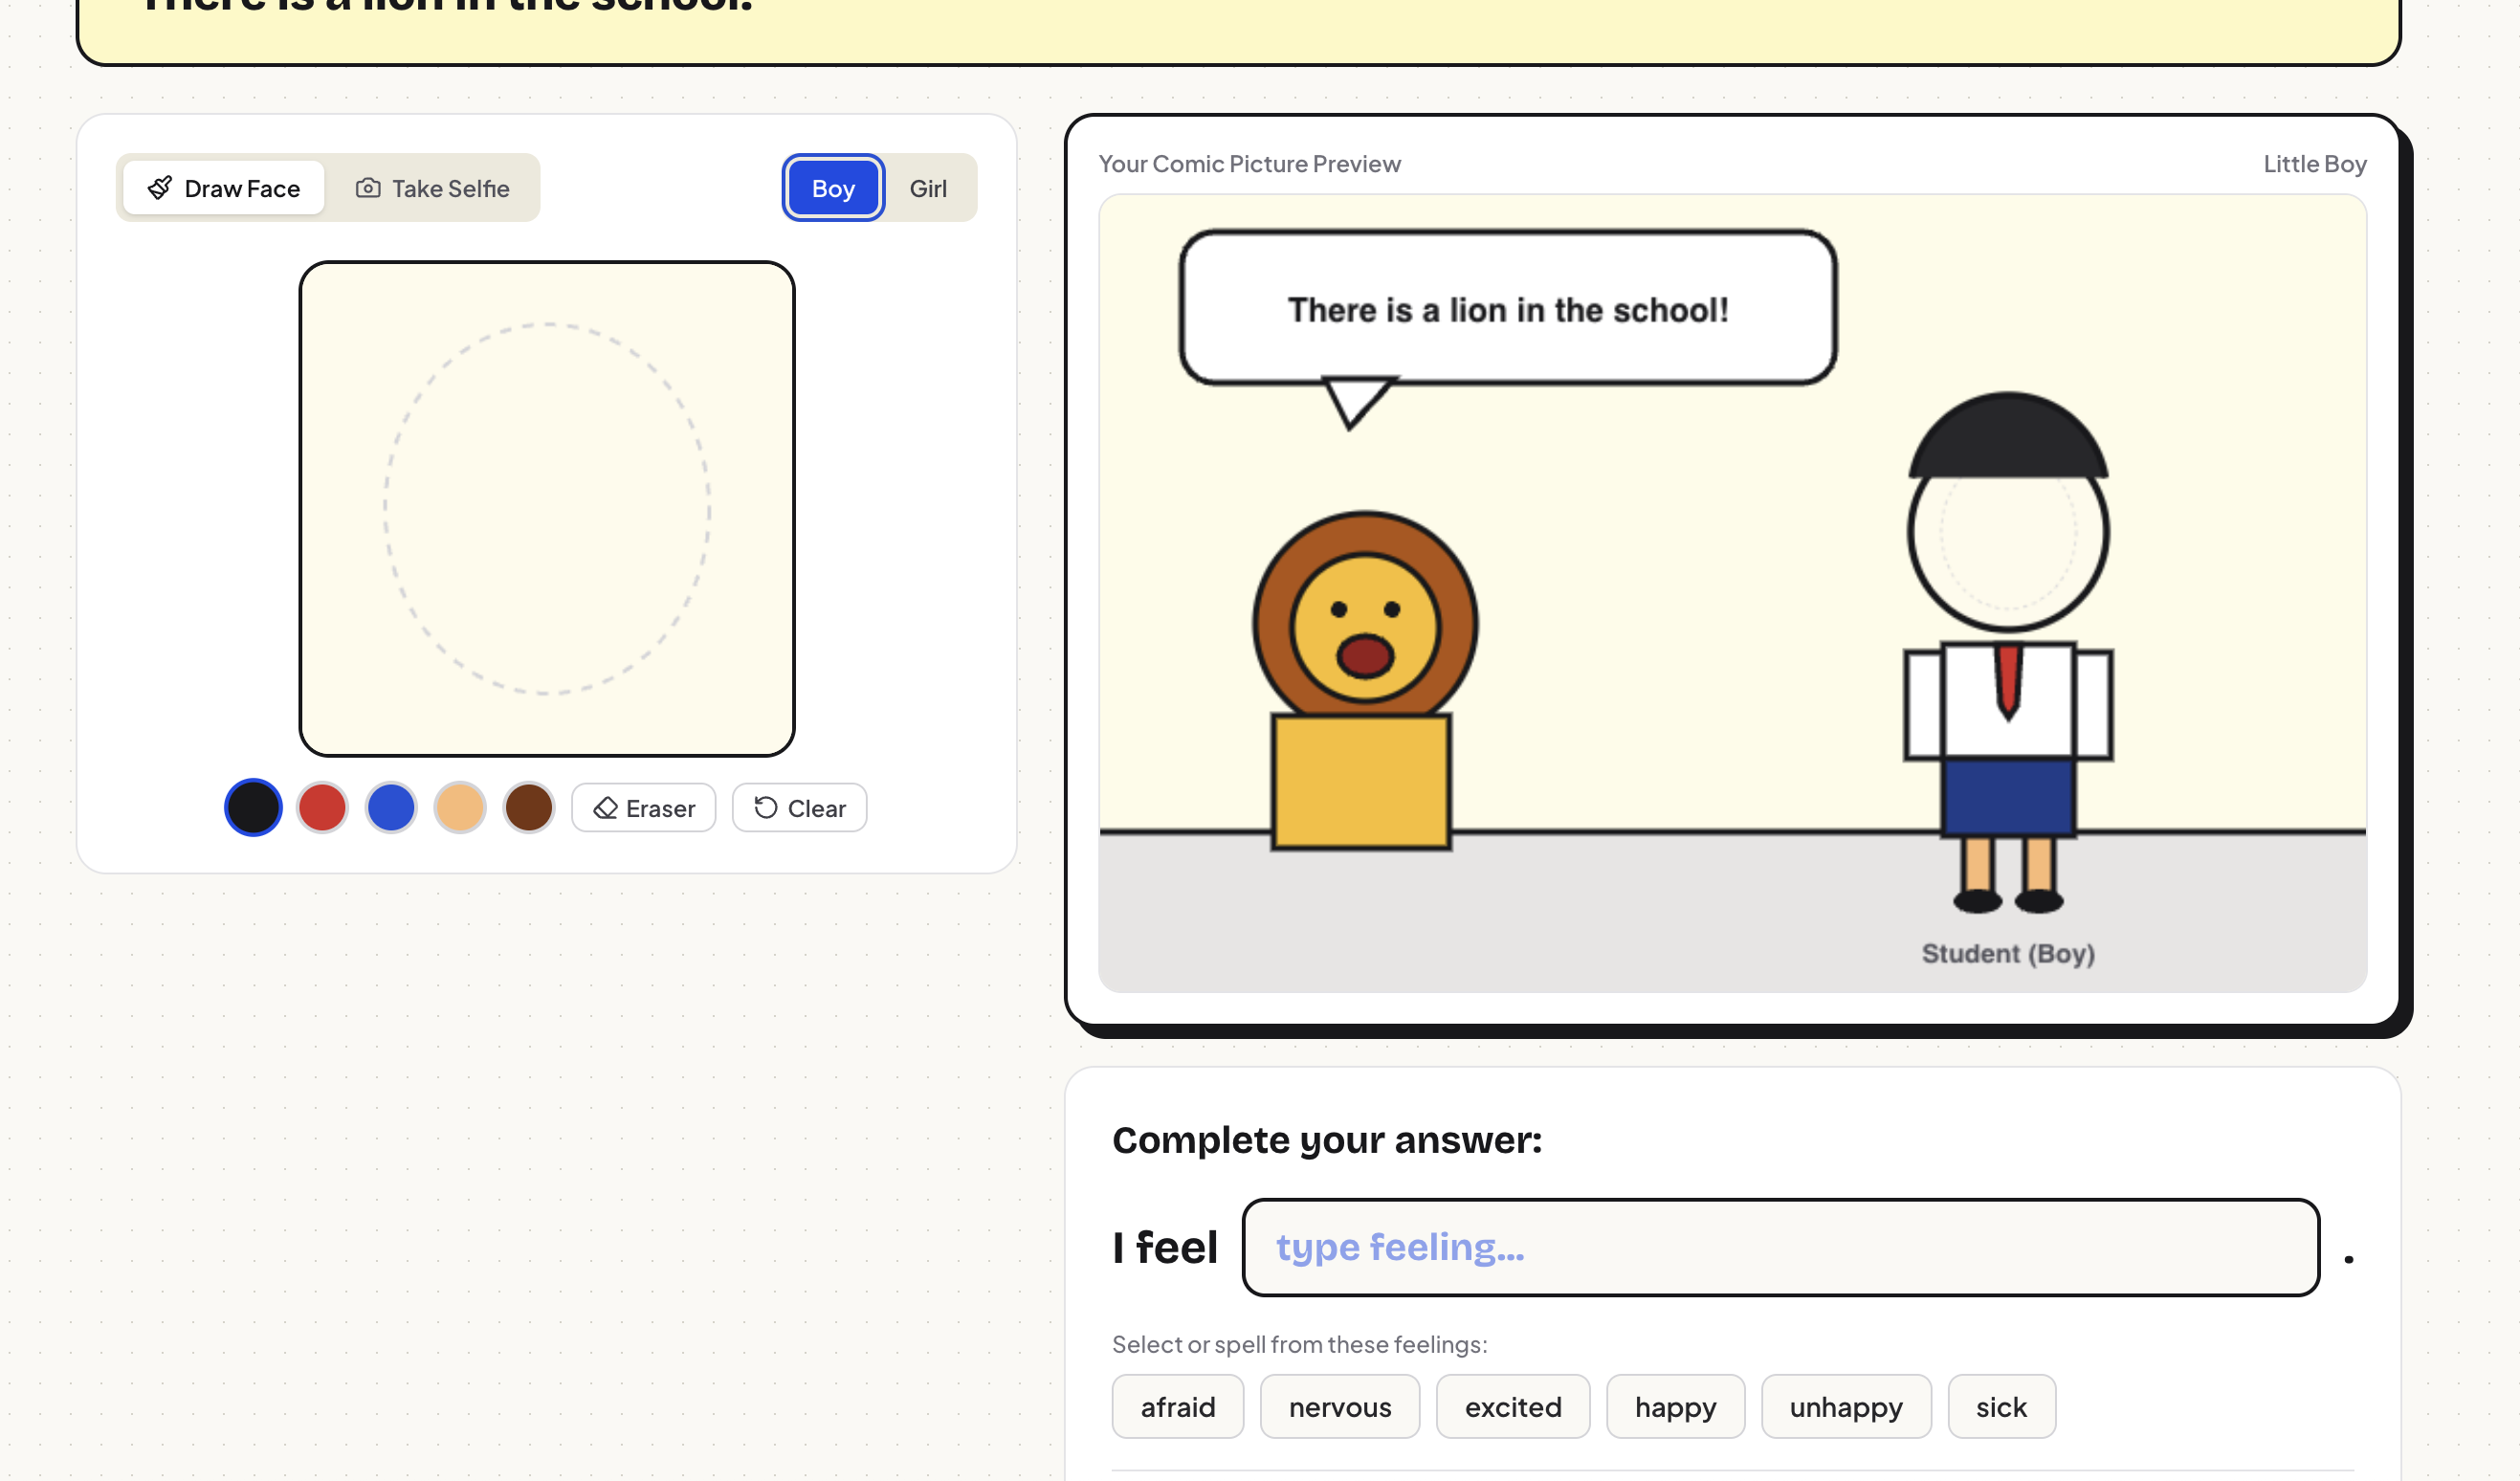 There is a lion in the school.
Draw Face
Take Selfie
Boy
Girl
Eraser
Clear
Your Comic Picture Preview
Little Boy
There is a lion in the school!
Student (Boy)
Complete your answer:
I feel
type feeling...
.
Select or spell from these feelings:
afraid
nervous
excited
happy
unhappy
sick